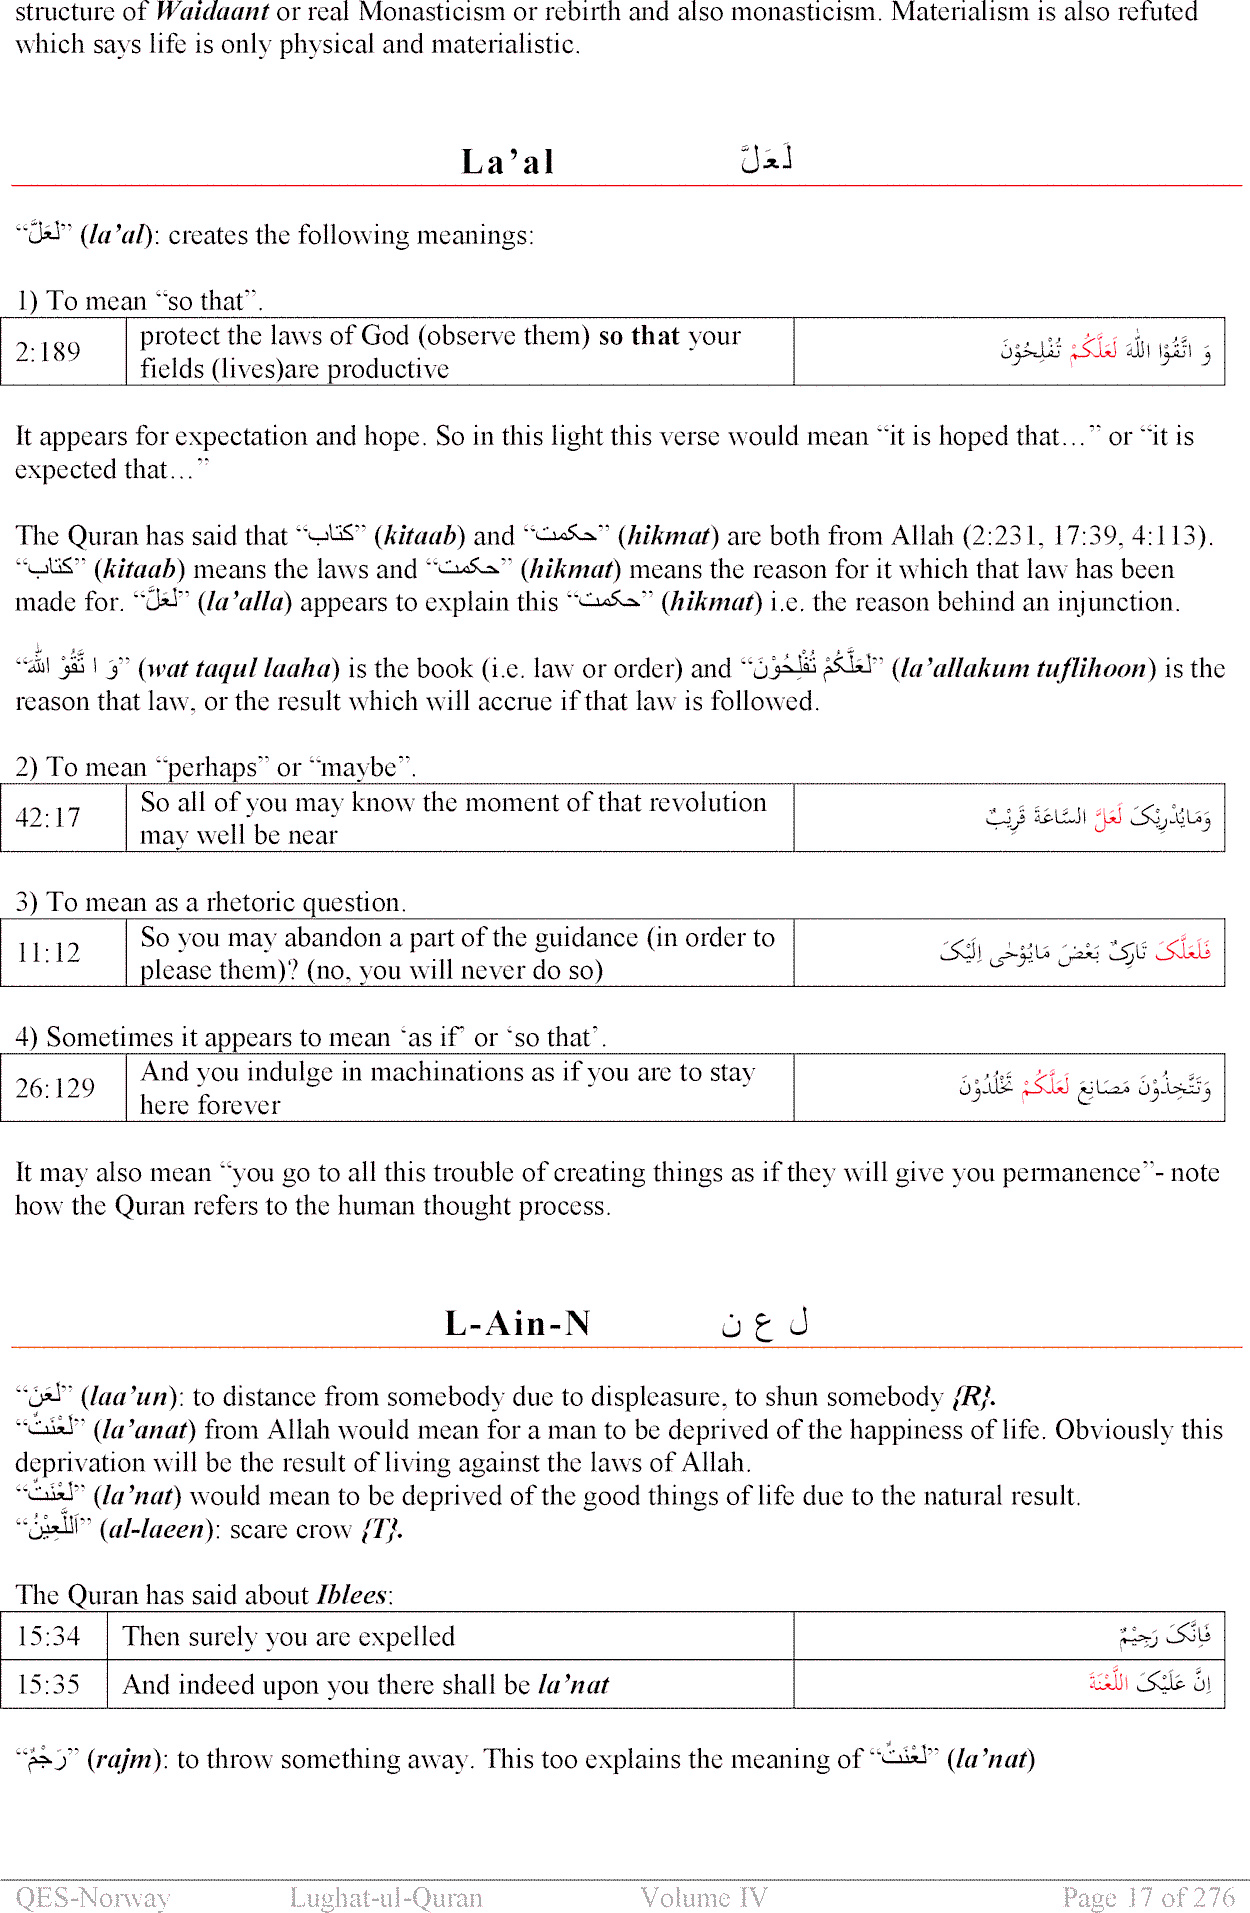 structure of Waidaant or real Monasticism or rebirth and also monasticism. Materialism is also refuted
which says life is only physical and materialistic.
La’al لَعَلَّ
“لَعَلَّ” (la’al): creates the following meanings:
1) To mean “so that”.
2:189 protect the laws of God (observe them) so that your fields (lives)are productive وَ اتَّقُوْا اللّٰهَ لَعَلَّكُمْ تُفْلِحُوْنَ
It appears for expectation and hope. So in this light this verse would mean “it is hoped that…” or “it is
expected that…”
The Quran has said that “کتاب” (kitaab) and “حکمت” (hikmat) are both from Allah (2:231, 17:39, 4:113).
“کتاب” (kitaab) means the laws and “حکمت” (hikmat) means the reason for it which that law has been
made for. “لَعَلَّ” (la’alla) appears to explain this “حکمت” (hikmat) i.e. the reason behind an injunction.
“وَ ا تَّقُوْ اللّٰهَ” (wat taqul laaha) is the book (i.e. law or order) and “لَعَلَّكُمْ تُفْلِحُوْنَ” (la’allakum tuflihoon) is the
reason that law, or the result which will accrue if that law is followed.
2) To mean “perhaps” or “maybe”.
42:17 So all of you may know the moment of that revolution may well be near وَمَايُدْرِيْکَ لَعَلَّ السَّاعَةَ قَرِيْبٌ
3) To mean as a rhetoric question.
11:12 So you may abandon a part of the guidance (in order to please them)? (no, you will never do so) فَلَعَلَّکَ تَارِکٌ بَعْضَ مَايُوْحٰى اِلَيْکَ
4) Sometimes it appears to mean ‘as if’ or ‘so that’.
26:129 And you indulge in machinations as if you are to stay here forever وَتَتَّخِذُوْنَ مَصَانِعَ لَعَلَّكُمْ تَخْلُدُوْنَ
It may also mean “you go to all this trouble of creating things as if they will give you permanence”- note
how the Quran refers to the human thought process.
L-Ain-N ل ع ن
“لَعَنَ” (laa’un): to distance from somebody due to displeasure, to shun somebody {R}.
“لَعْنَتٌ” (la’anat) from Allah would mean for a man to be deprived of the happiness of life. Obviously this
deprivation will be the result of living against the laws of Allah.
“لَعْنَتٌ” (la’nat) would mean to be deprived of the good things of life due to the natural result.
“اَللَّعِيْنُ” (al-laeen): scare crow {T}.
The Quran has said about Iblees:
15:34 Then surely you are expelled فَاِنَّکَ رَجِيْمٌ
15:35 And indeed upon you there shall be la’nat اِنَّ عَلَيْکَ اللَّعْنَةَ
“رَجْمٌ” (rajm): to throw something away. This too explains the meaning of “لَعْنَتٌ” (la’nat)
QES-Norway Lughat-ul-Quran Volume IV Page 17 of 276